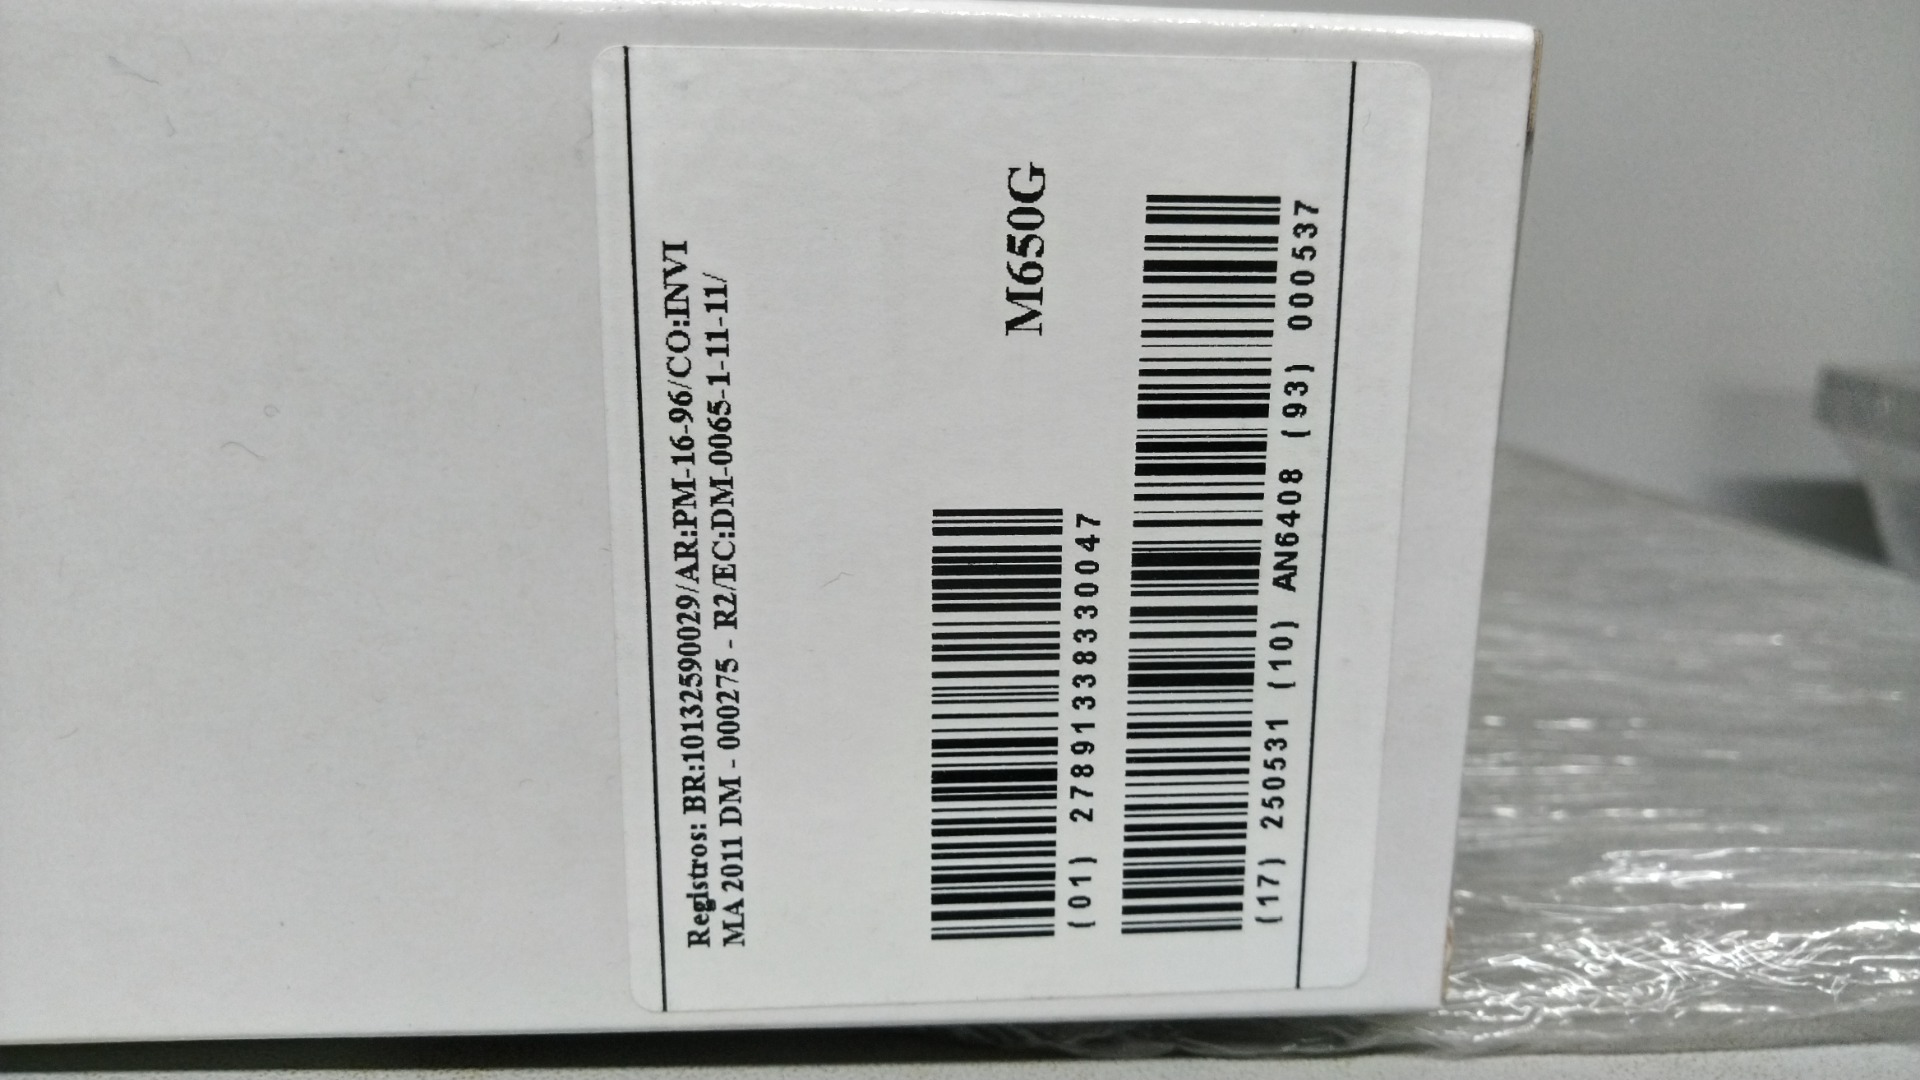 Registros: BR:10132590029/AR:PM-16-96/CO:INVI
MA 2011 DM - 000275 - R2/EC:DM-0065-1-11-11/
M650G
(01) 27891338330047
(17) 250531 (10) AN6408 (93) 000537